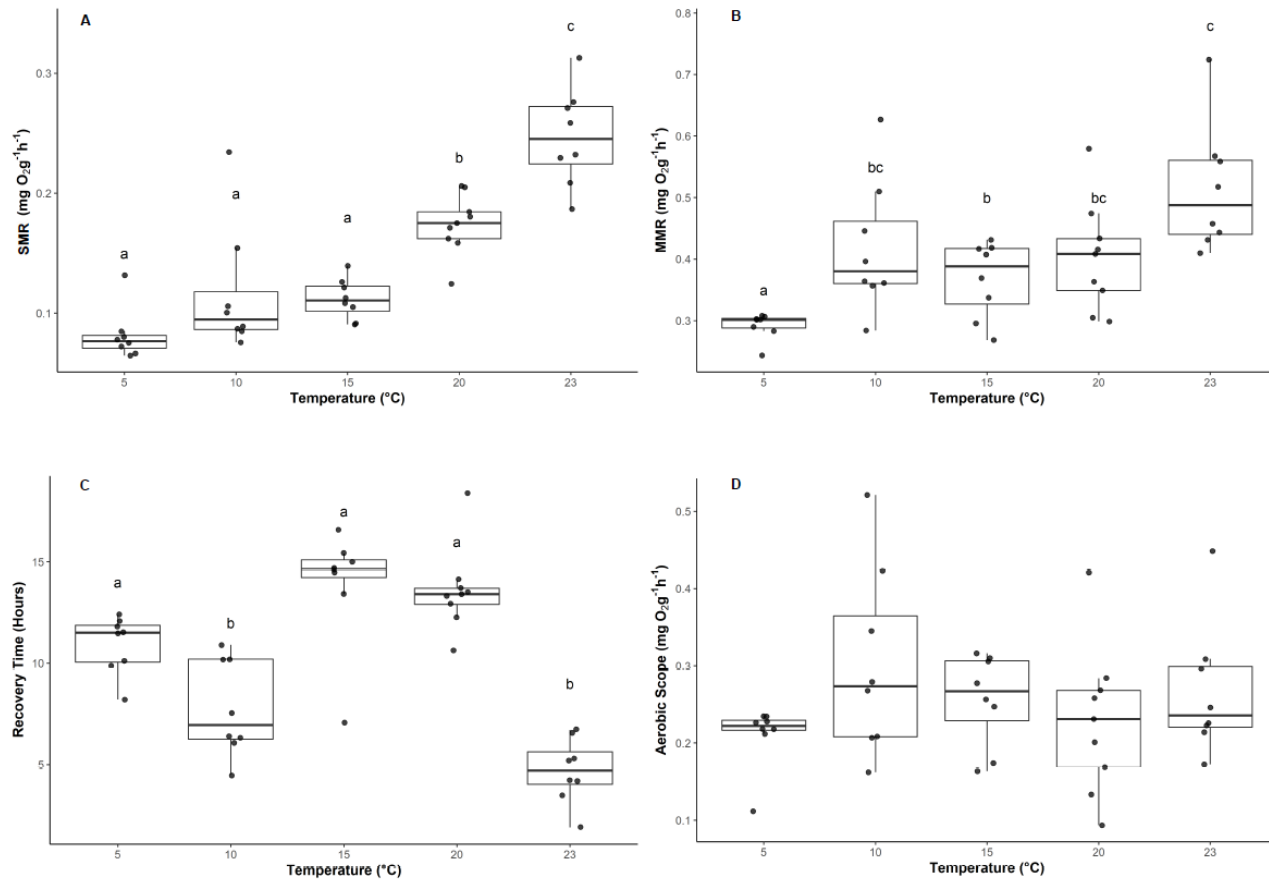 A
SMR (mg O₂g⁻¹h⁻¹)
0.3
0.2
0.1
a
a
a
b
c
5 10 15 20 23
Temperature (°C)
B
MMR (mg O₂g⁻¹h⁻¹)
0.8
0.7
0.6
0.5
0.4
0.3
a
bc
b
bc
c
5 10 15 20 23
Temperature (°C)
C
Recovery Time (Hours)
15
10
5
a
b
a
a
b
5 10 15 20 23
Temperature (°C)
D
Aerobic Scope (mg O₂g⁻¹h⁻¹)
0.5
0.4
0.3
0.2
0.1
5 10 15 20 23
Temperature (°C)